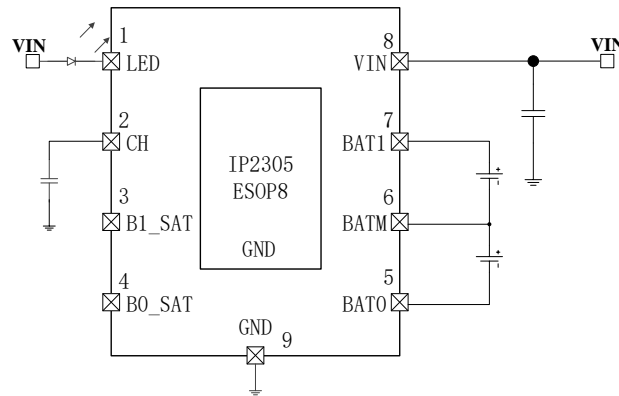 VIN
1
LED
8
VIN
VIN
2
CH
7
BAT1
IP2305
ESOP8
3
B1_SAT
6
BATM
GND
4
B0_SAT
5
BAT0
GND
9